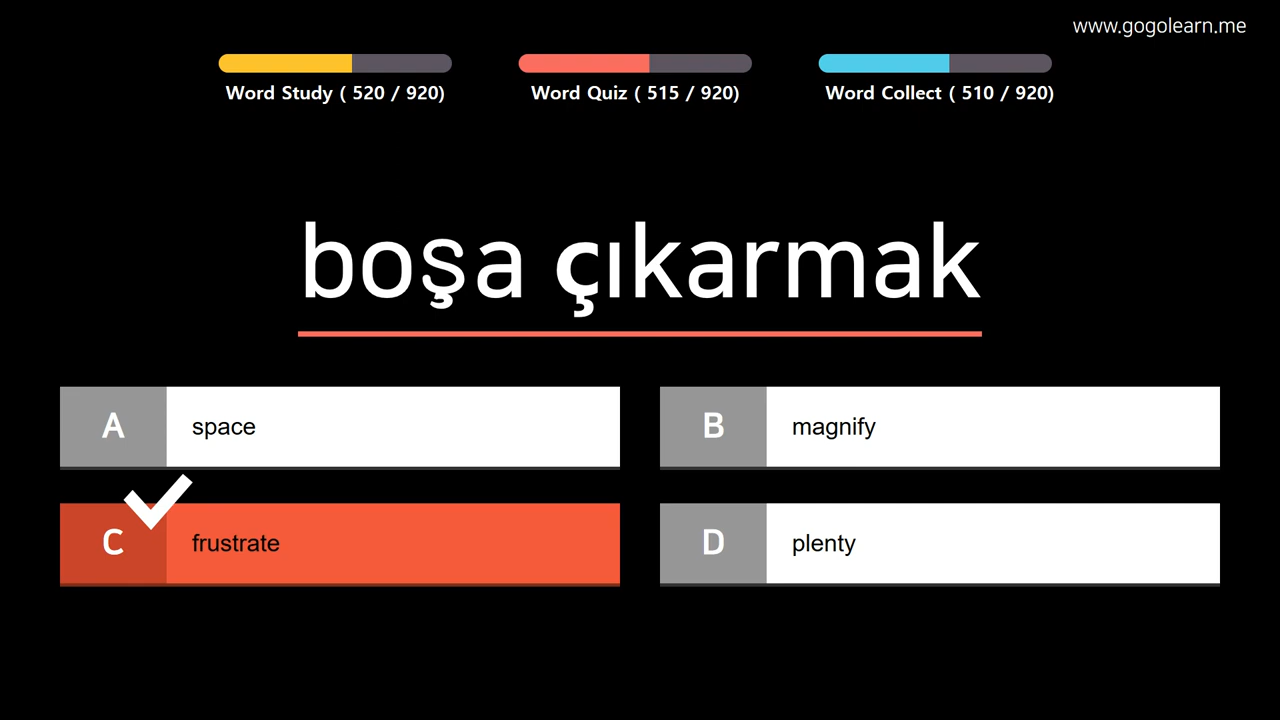 www.gogolearn.me
Word Study ( 520 / 920)
Word Quiz ( 515 / 920)
Word Collect ( 510 / 920)
boşa çıkarmak
A space
B magnify
C frustrate
D plenty